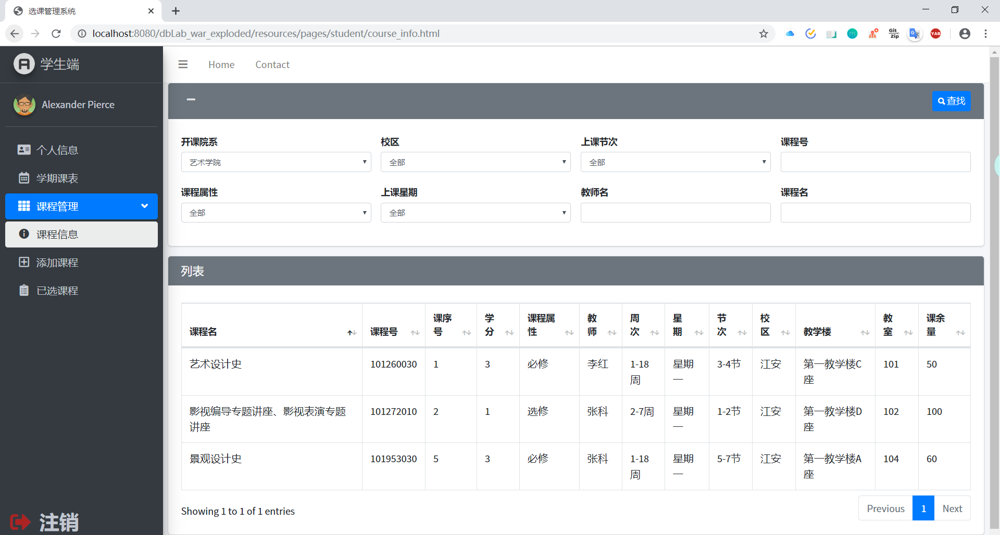 选课管理系统
localhost:8080/dbLab_war_exploded/resources/pages/student/course_info.html
Git Zip
YAB
学生端
Home Contact
Alexander Pierce
查找
个人信息
学期课表
课程管理
课程信息
添加课程
已选课程
注销
开课院系 校区 上课节次 课程号
艺术学院 全部 全部
课程属性 上课星期 教师名 课程名
全部 全部
列表
课程名 课程号 课序号 学分 课程属性 教师 周次 星期 节次 校区 教学楼 教室 课余量
艺术设计史 101260030 1 3 必修 李红 1-18周 星期一 3-4节 江安 第一教学楼C座 101 50
影视编导专题讲座、影视表演专题讲座 101272010 2 1 选修 张科 2-7周 星期一 1-2节 江安 第一教学楼D座 102 100
景观设计史 101953030 5 3 必修 张科 1-18周 星期一 5-7节 江安 第一教学楼A座 104 60
Showing 1 to 1 of 1 entries
Previous 1 Next